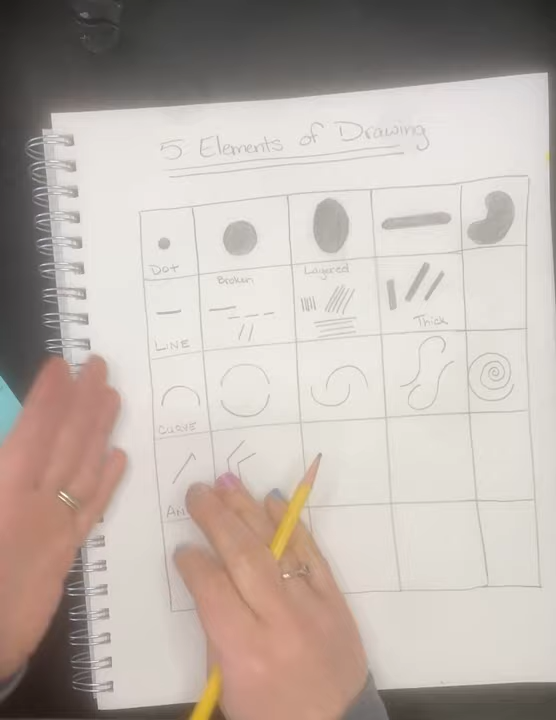 5 Elements of Drawing
DOT
Broken
Layered
Thick
LINE
CURVE